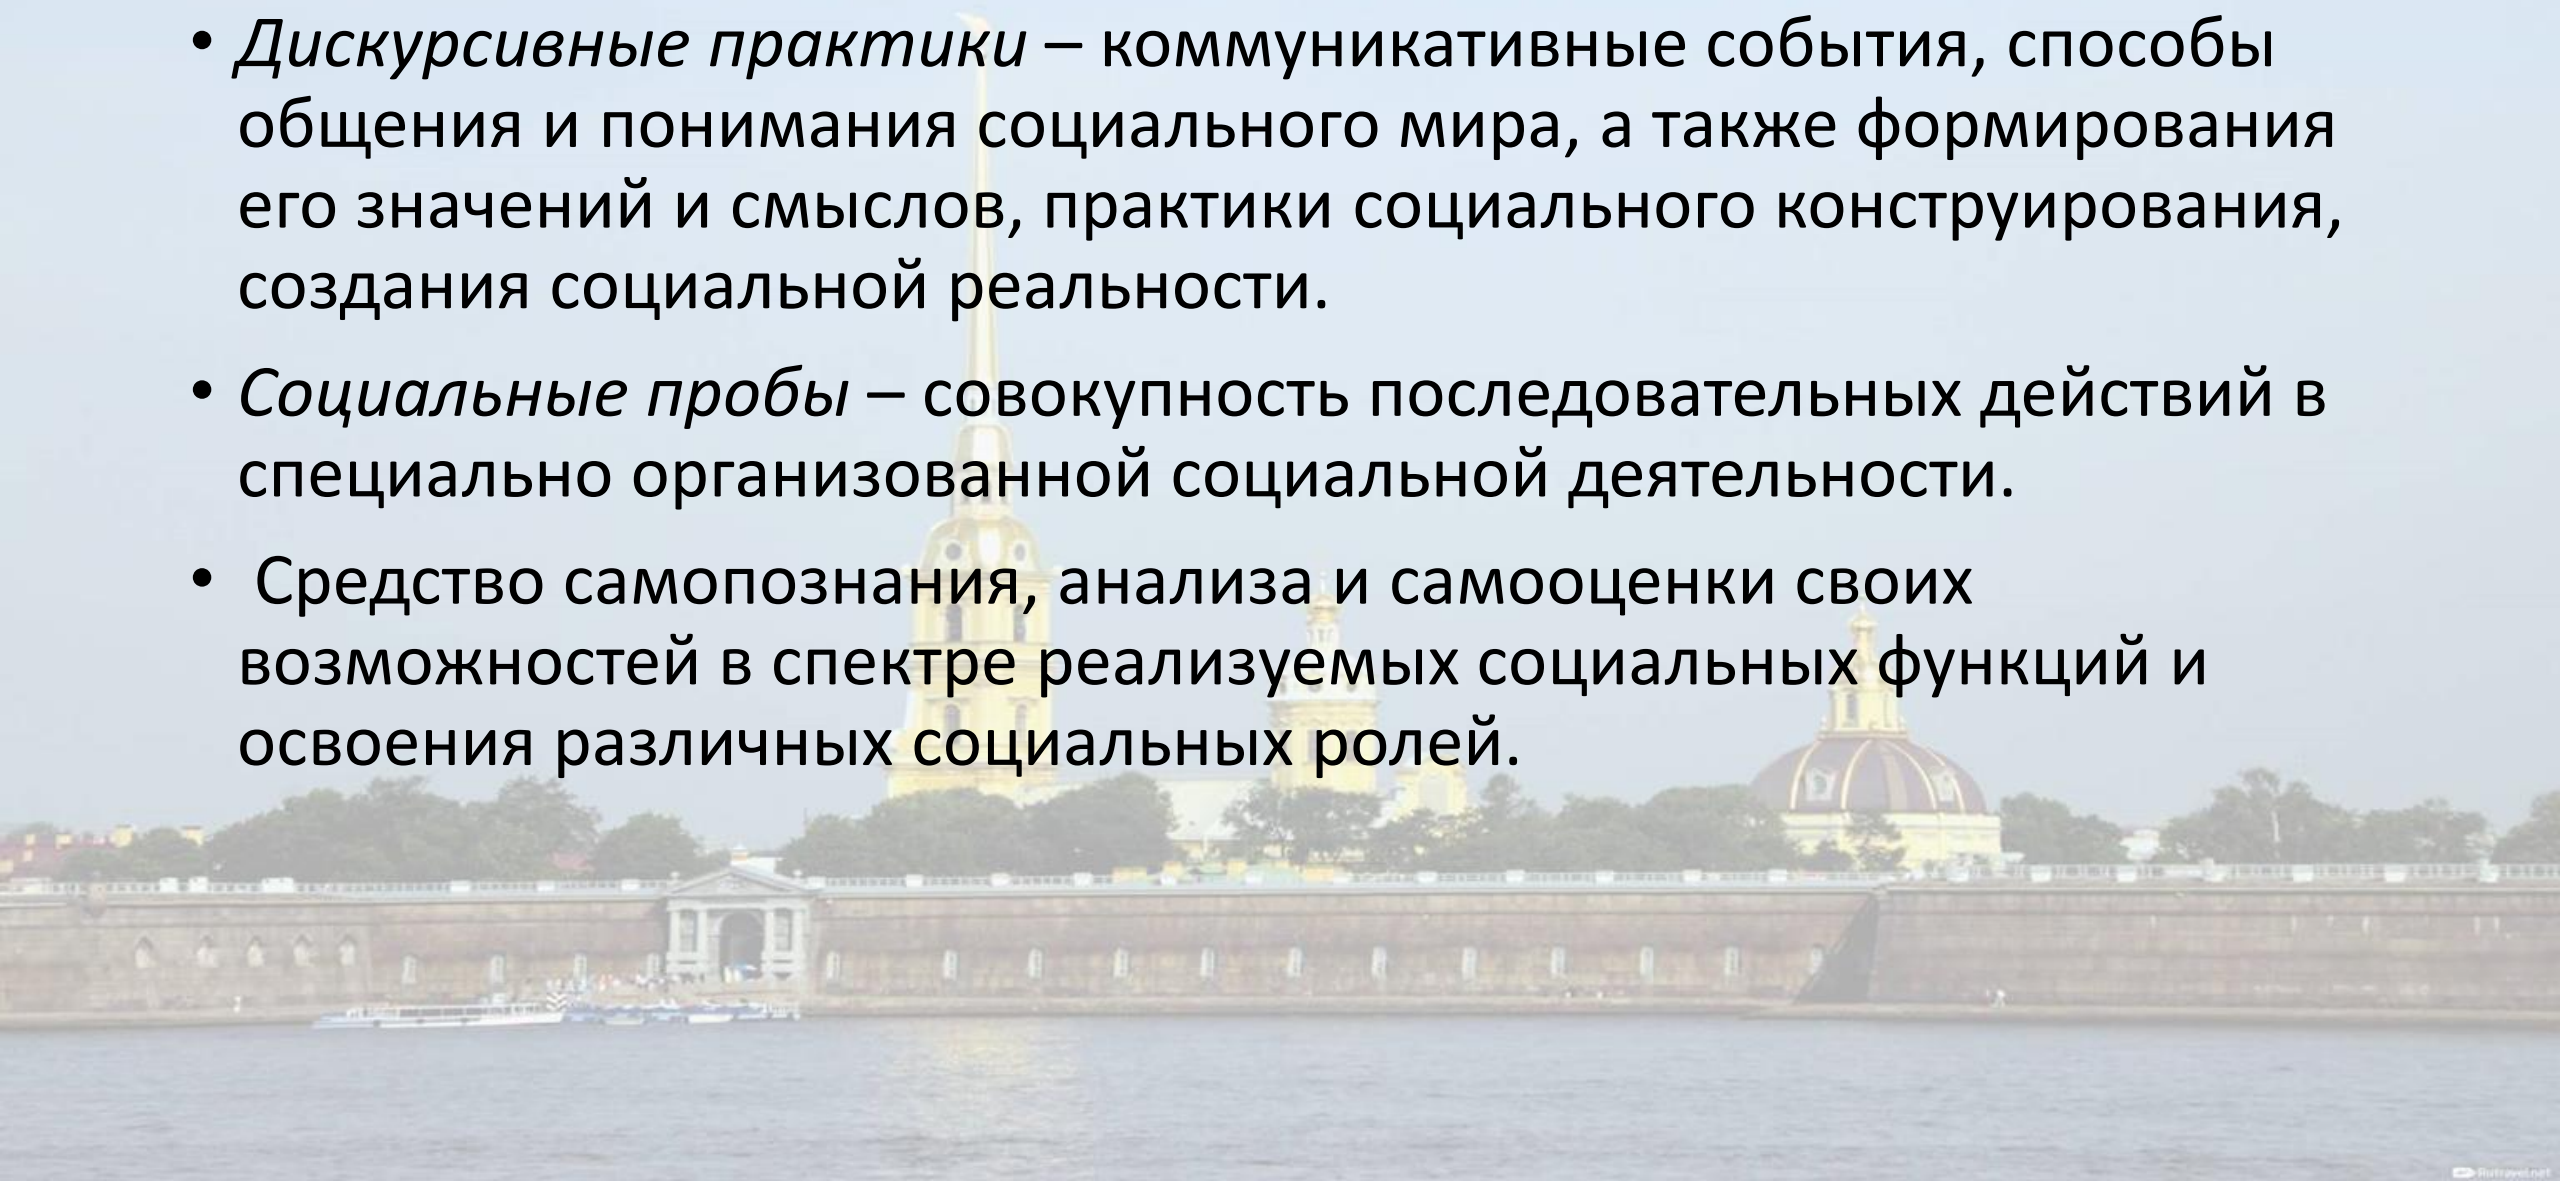 • Дискурсивные практики – коммуникативные события, способы
общения и понимания социального мира, а также формирования
его значений и смыслов, практики социального конструирования,
создания социальной реальности.
• Социальные пробы – совокупность последовательных действий в
специально организованной социальной деятельности.
• Средство самопознания, анализа и самооценки своих
возможностей в спектре реализуемых социальных функций и
освоения различных социальных ролей.
Rutravel.net